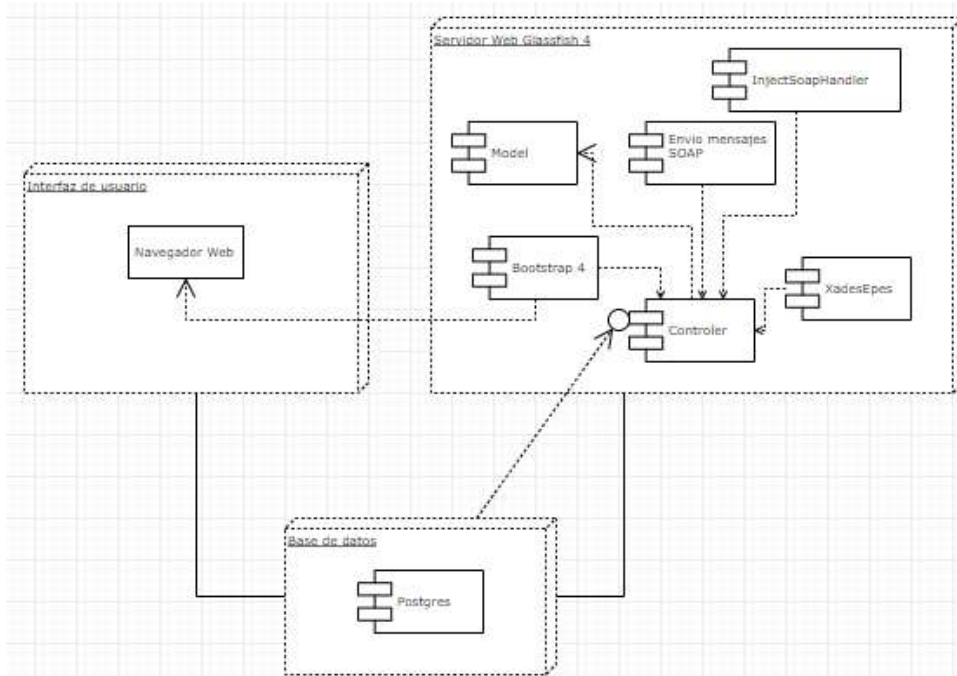 Servidor Web Glassfish 4
InjectSoapHandler
Model
Envio mensajes
SOAP
Interfaz de usuario
Navegador Web
Bootstrap 4
XadesEpes
Controler
Base de datos
Postgres